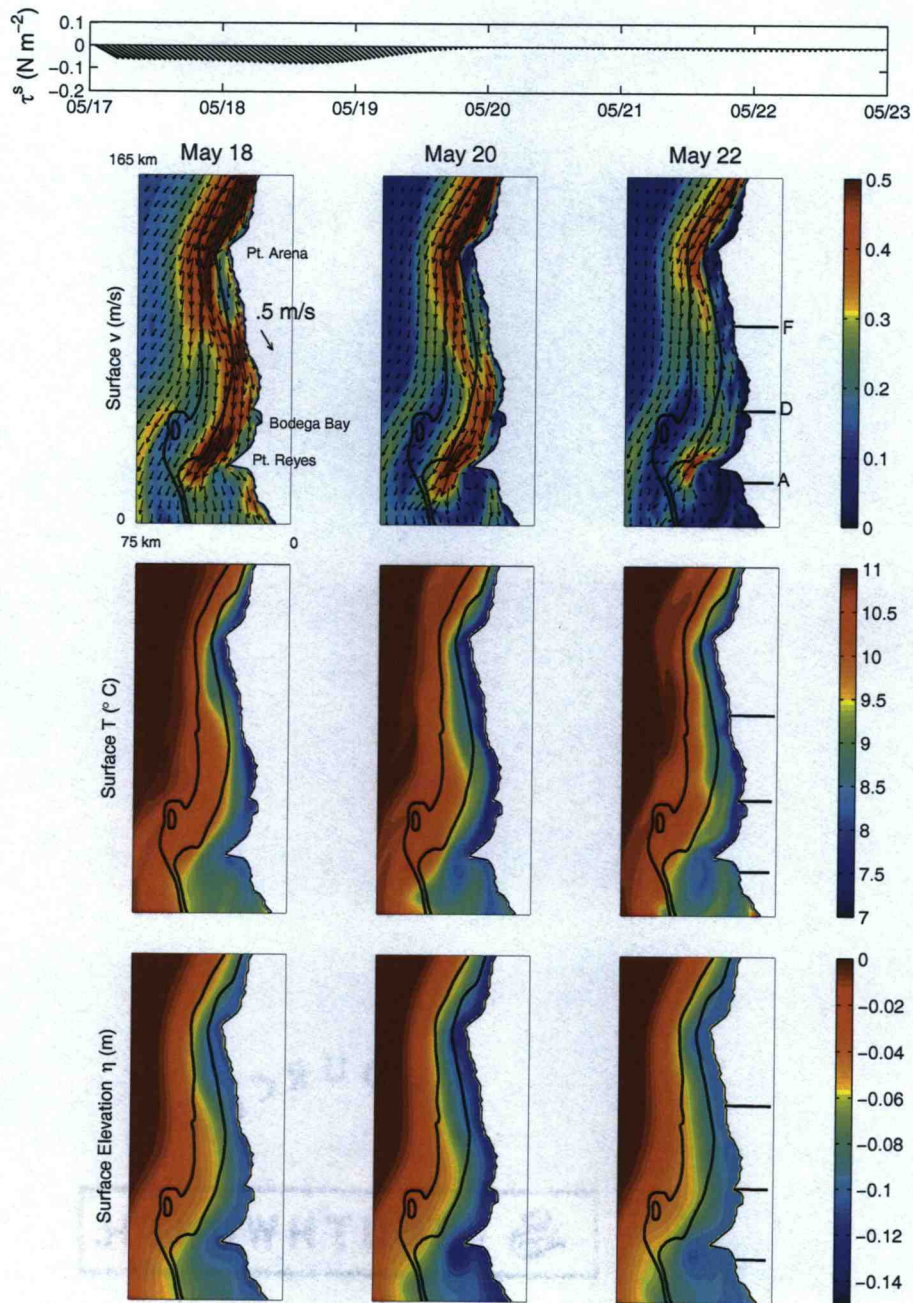 τˢ (N m⁻²)
0.1
0
−0.1
−0.2
05/17 05/18 05/19 05/20 05/21 05/22 05/23
May 18 May 20 May 22
165 km
Surface v (m/s)
Pt. Arena
.5 m/s
Bodega Bay
Pt. Reyes
0
75 km 0
F
D
A
0.5
0.4
0.3
0.2
0.1
0
Surface T (° C)
11
10.5
10
9.5
9
8.5
8
7.5
7
Surface Elevation η (m)
0
−0.02
−0.04
−0.06
−0.08
−0.1
−0.12
−0.14